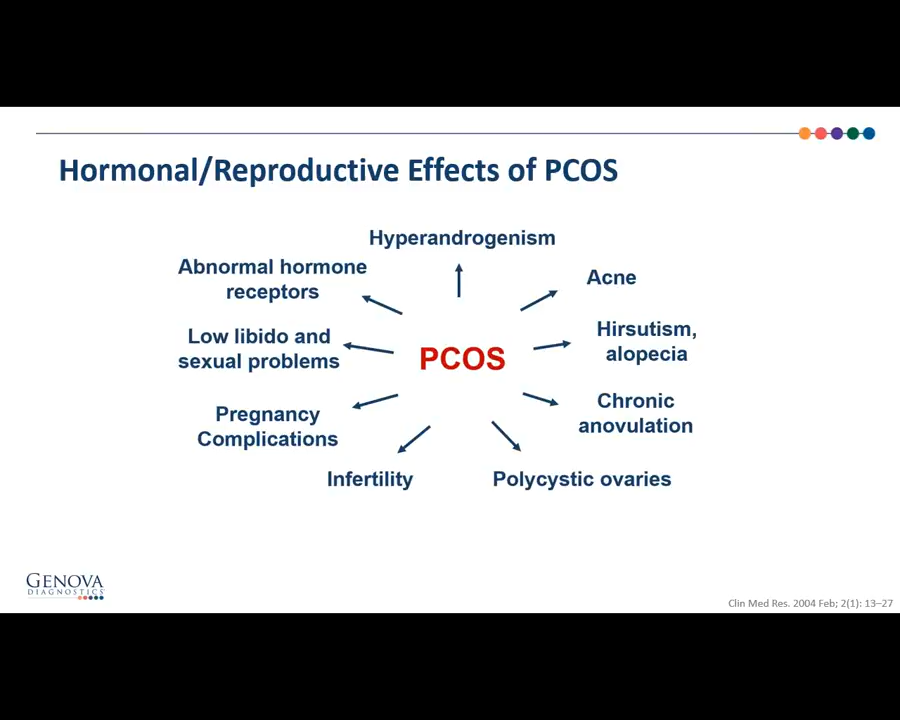 Hormonal/Reproductive Effects of PCOS
Hyperandrogenism
Abnormal hormone
receptors
Acne
Low libido and
sexual problems
PCOS
Hirsutism,
alopecia
Pregnancy
Complications
Chronic
anovulation
Infertility
Polycystic ovaries
GENOVA
DIAGNOSTICS
Clin Med Res. 2004 Feb; 2(1): 13–27